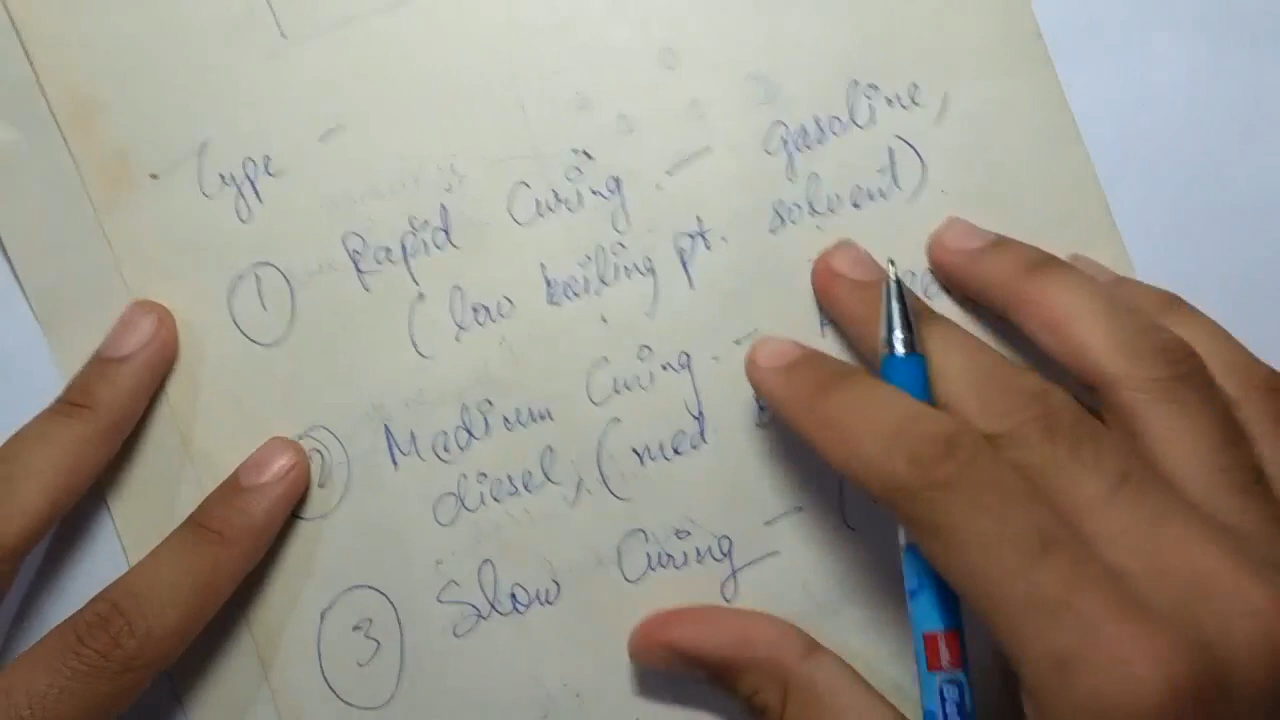 Type -
① Rapid Curing - gasoline,
(low boiling pt. solvent).
② Medium Curing. -
diesel, (med
③ Slow Curing - (